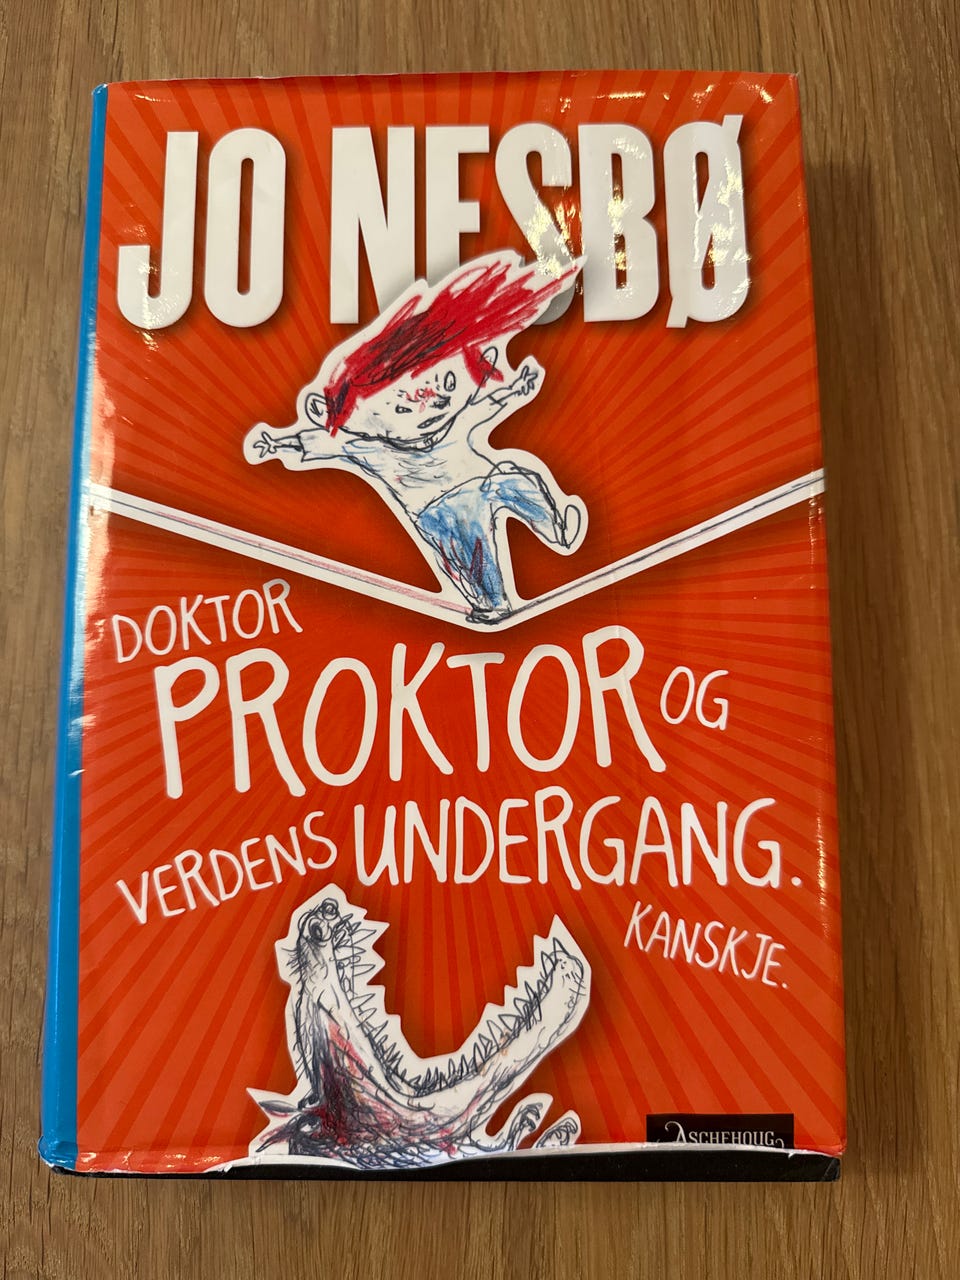 JO NESBØ
DOKTOR
PROKTOR OG
VERDENS UNDERGANG.
KANSKJE.
ASCHEHOUG